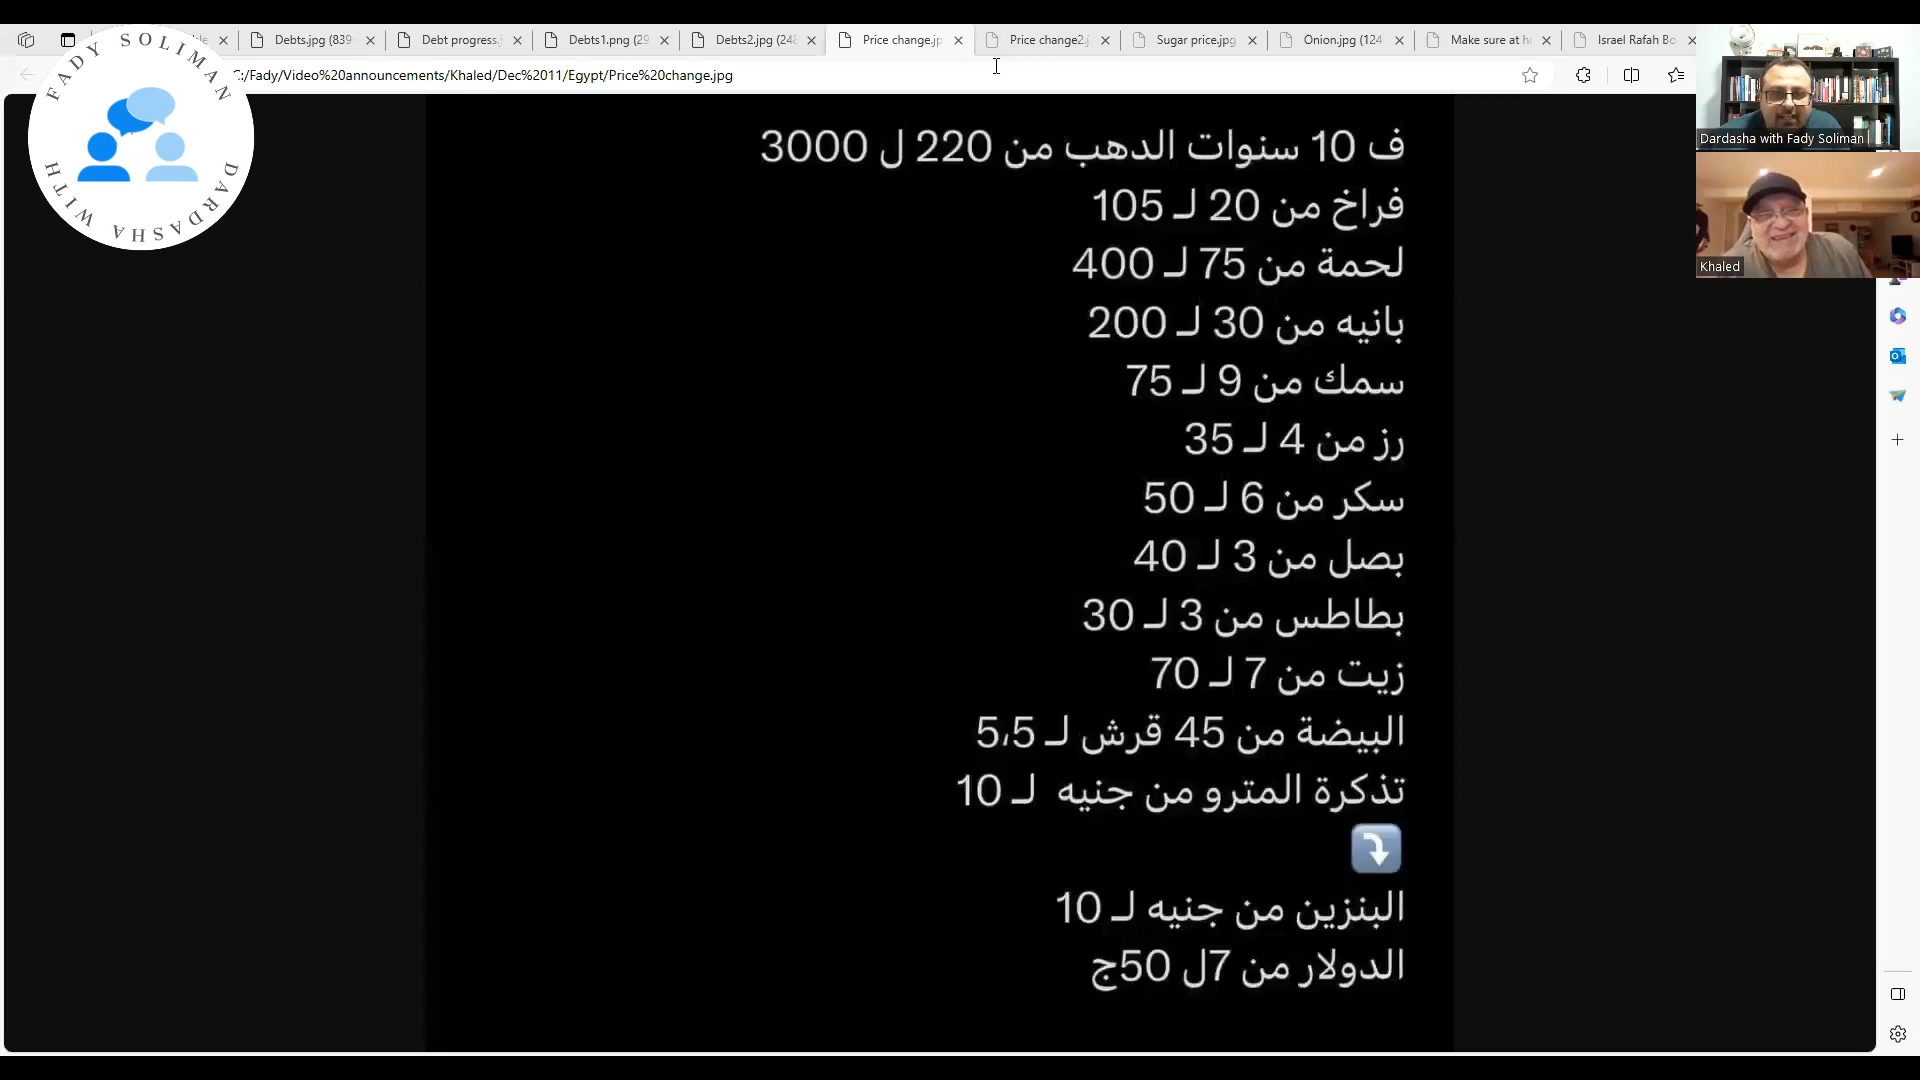 Debts.jpg (839
Debt progress.
Debts1.png (29
Debts2.jpg (248
Price change.jp
Price change2.j
Sugar price.jpg
Onion.jpg (124
Make sure at h
Israel Rafah Bo
C:/Fady/Video%20announcements/Khaled/Dec%2011/Egypt/Price%20change.jpg
DARDASHA WITH FADY SOLIMAN
Dardasha with Fady Soliman |
Khaled
ف 10 سنوات الدهب من 220 ل 3000
فراخ من 20 لـ 105
لحمة من 75 لـ 400
بانيه من 30 لـ 200
سمك من 9 لـ 75
رز من 4 لـ 35
سكر من 6 لـ 50
بصل من 3 لـ 40
بطاطس من 3 لـ 30
زيت من 7 لـ 70
البيضة من 45 قرش لـ 5،5
تذكرة المترو من جنيه لـ 10
⤵️
البنزين من جنيه لـ 10
الدولار من 7ل 50ج